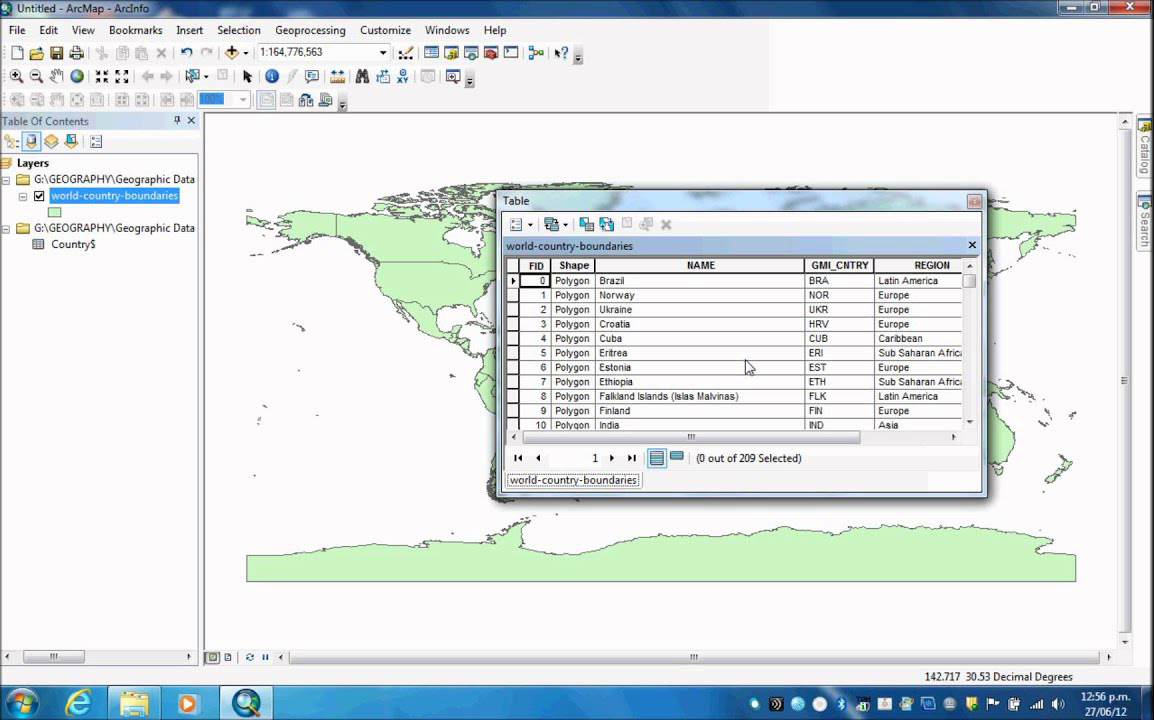 Untitled - ArcMap - ArcInfo
File Edit View Bookmarks Insert Selection Geoprocessing Customize Windows Help
1:164,776,563
100%
Table Of Contents
Layers
G:\GEOGRAPHY\Geographic Data
world-country-boundaries
G:\GEOGRAPHY\Geographic Data
Country$
Catalog
Search
Table
world-country-boundaries
FID Shape NAME GMI_CNTRY REGION
0 Polygon Brazil BRA Latin America
1 Polygon Norway NOR Europe
2 Polygon Ukraine UKR Europe
3 Polygon Croatia HRV Europe
4 Polygon Cuba CUB Caribbean
5 Polygon Eritrea ERI Sub Saharan Africa
6 Polygon Estonia EST Europe
7 Polygon Ethiopia ETH Sub Saharan Africa
8 Polygon Falkland Islands (Islas Malvinas) FLK Latin America
9 Polygon Finland FIN Europe
10 Polygon India IND Asia
1 (0 out of 209 Selected)
world-country-boundaries
142.717 30.53 Decimal Degrees
12:56 p.m.
27/06/12